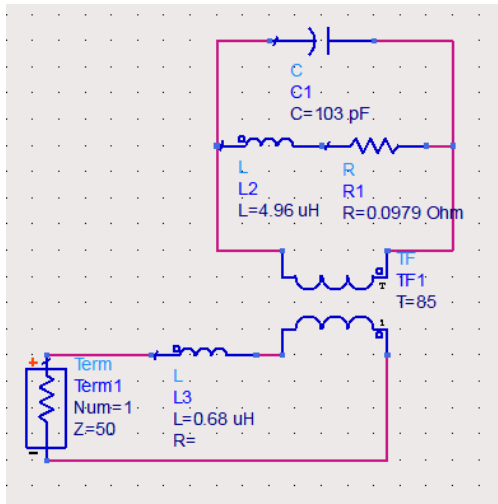 C
C1
C=103 pF
L
L2
L=4.96 uH
R
R1
R=0.0979 Ohm
TF
TF1
T=85
T
1
+
Term
Term1
Num=1
Z=50
-
L
L3
L=0.68 uH
R=